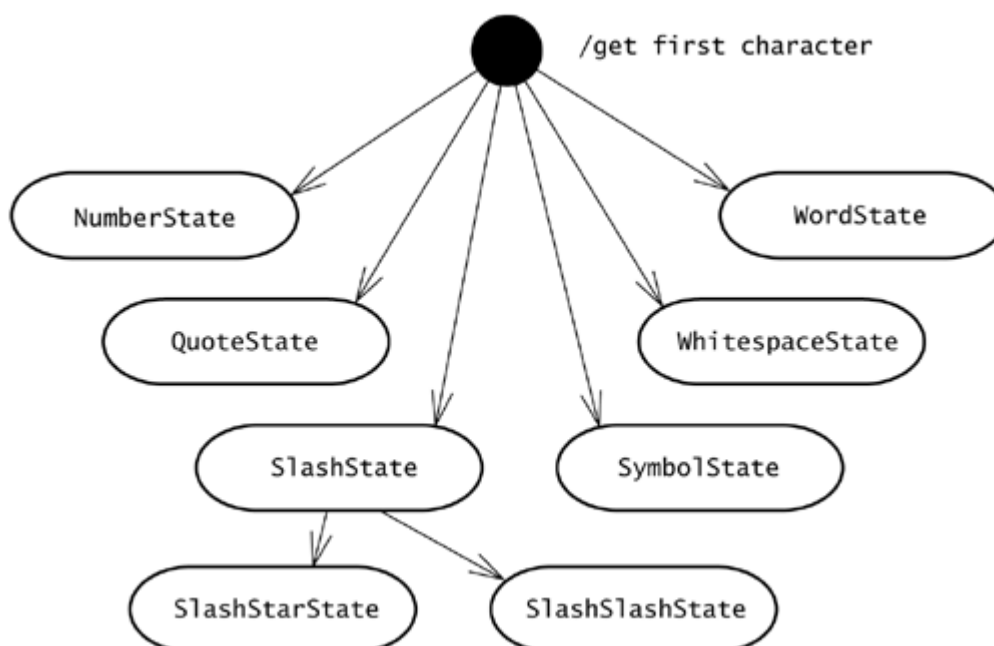 /get first character
NumberState
WordState
QuoteState
WhitespaceState
SlashState
SymbolState
SlashStarState
SlashSlashState